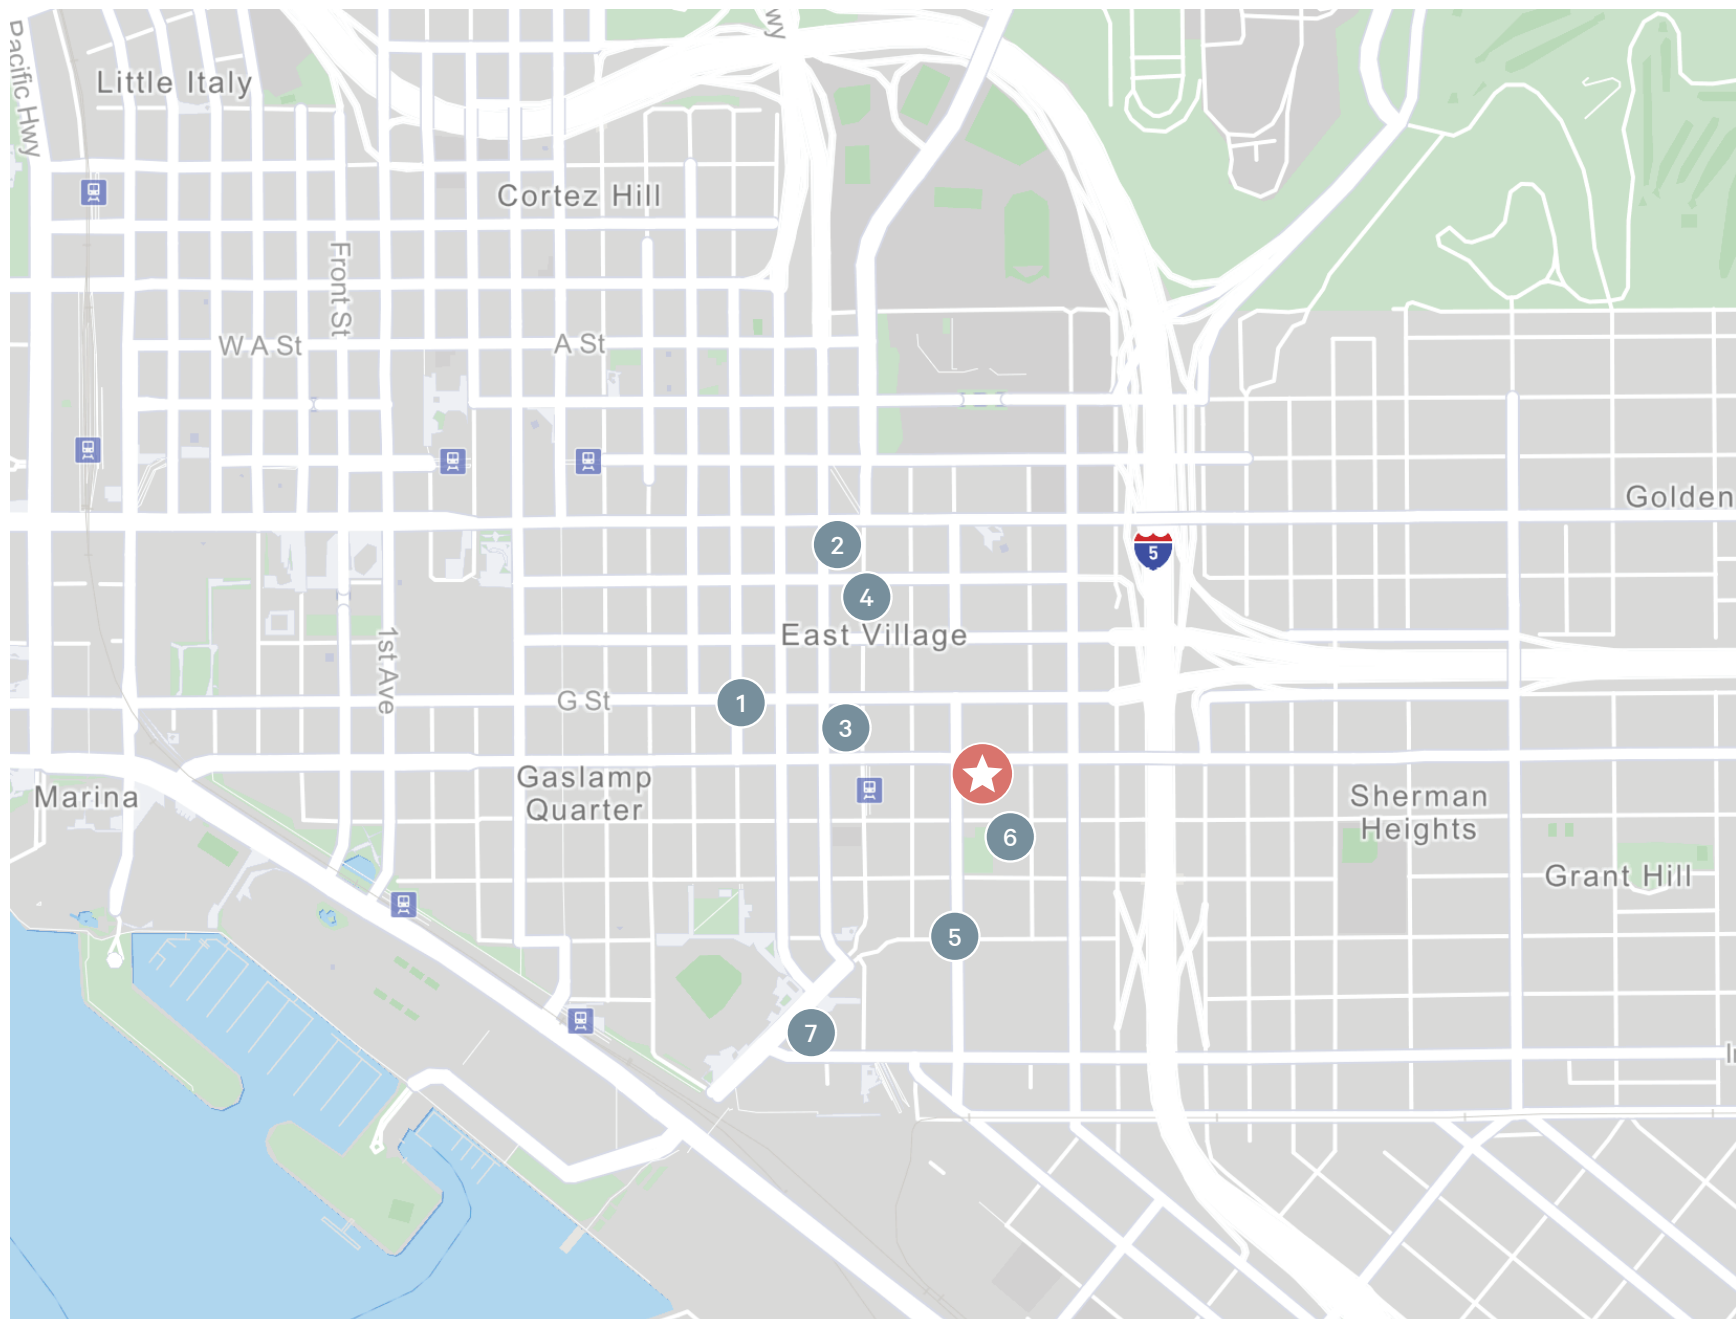 Pacific Hwy
wy
Little Italy
Cortez Hill
Front St
W A St
A St
Golden
2
5
4
East Village
1st Ave
G St
1
3
Gaslamp
Quarter
Marina
Sherman
Heights
6
Grant Hill
5
7